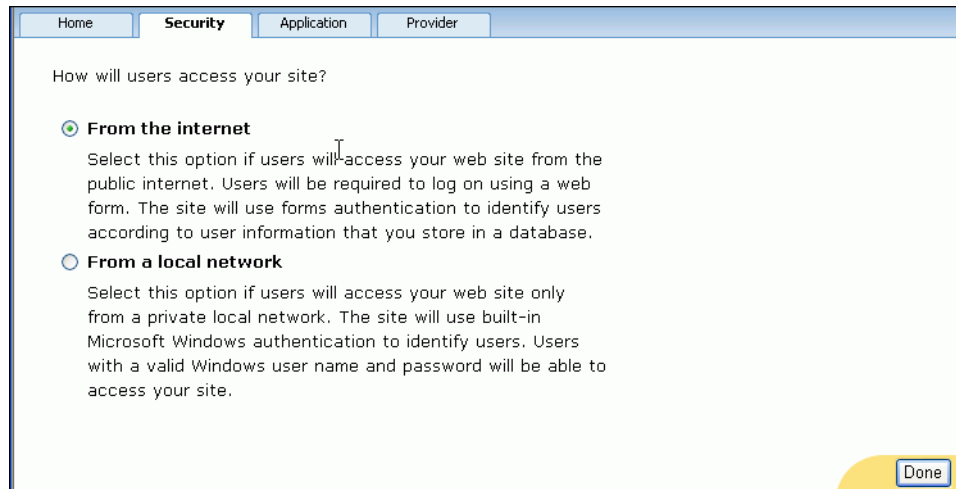 Home Security Application Provider
How will users access your site?
From the internet
Select this option if users will access your web site from the
public internet. Users will be required to log on using a web
form. The site will use forms authentication to identify users
according to user information that you store in a database.
From a local network
Select this option if users will access your web site only
from a private local network. The site will use built-in
Microsoft Windows authentication to identify users. Users
with a valid Windows user name and password will be able to
access your site.
Done